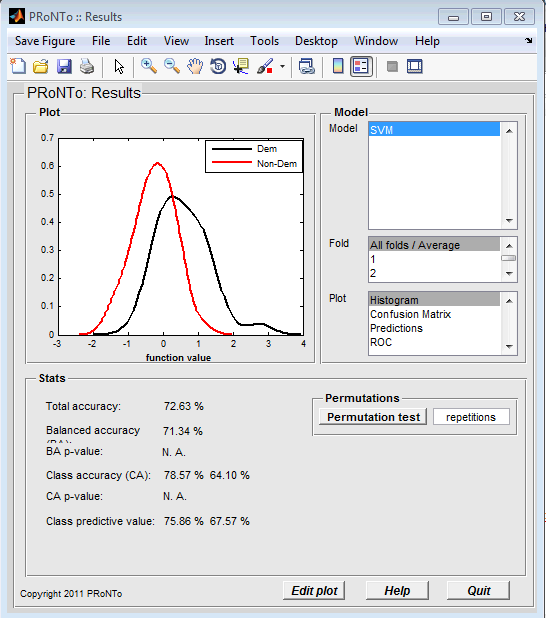 PRoNTo :: Results
Save Figure File Edit View Insert Tools Desktop Window Help
PRoNTo: Results
Plot
0.7
0.6
0.5
0.4
0.3
0.2
0.1
0
-3 -2 -1 0 1 2 3 4
function value
Dem
Non-Dem
Model
Model
SVM
Fold
All folds / Average
1
2
Plot
Histogram
Confusion Matrix
Predictions
ROC
Stats
Total accuracy: 72.63 %
Balanced accuracy 71.34 %
BA p-value: N. A.
Class accuracy (CA): 78.57 % 64.10 %
CA p-value: N. A.
Class predictive value: 75.86 % 67.57 %
Permutations
Permutation test repetitions
Copyright 2011 PRoNTo
Edit plot Help Quit